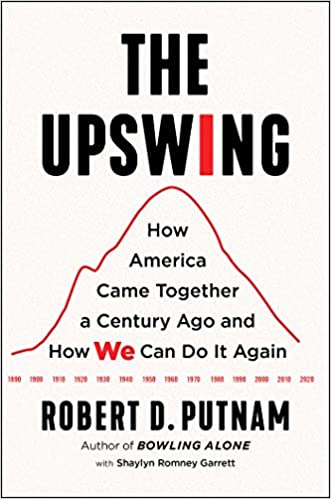 THE
UPSWING
How
America
Came Together
a Century Ago and
How We Can Do It Again
1890 1900 1910 1920 1930 1940 1950 1960 1970 1980 1990 2000 2010 2020
ROBERT D. PUTNAM
Author of BOWLING ALONE
with Shaylyn Romney Garrett